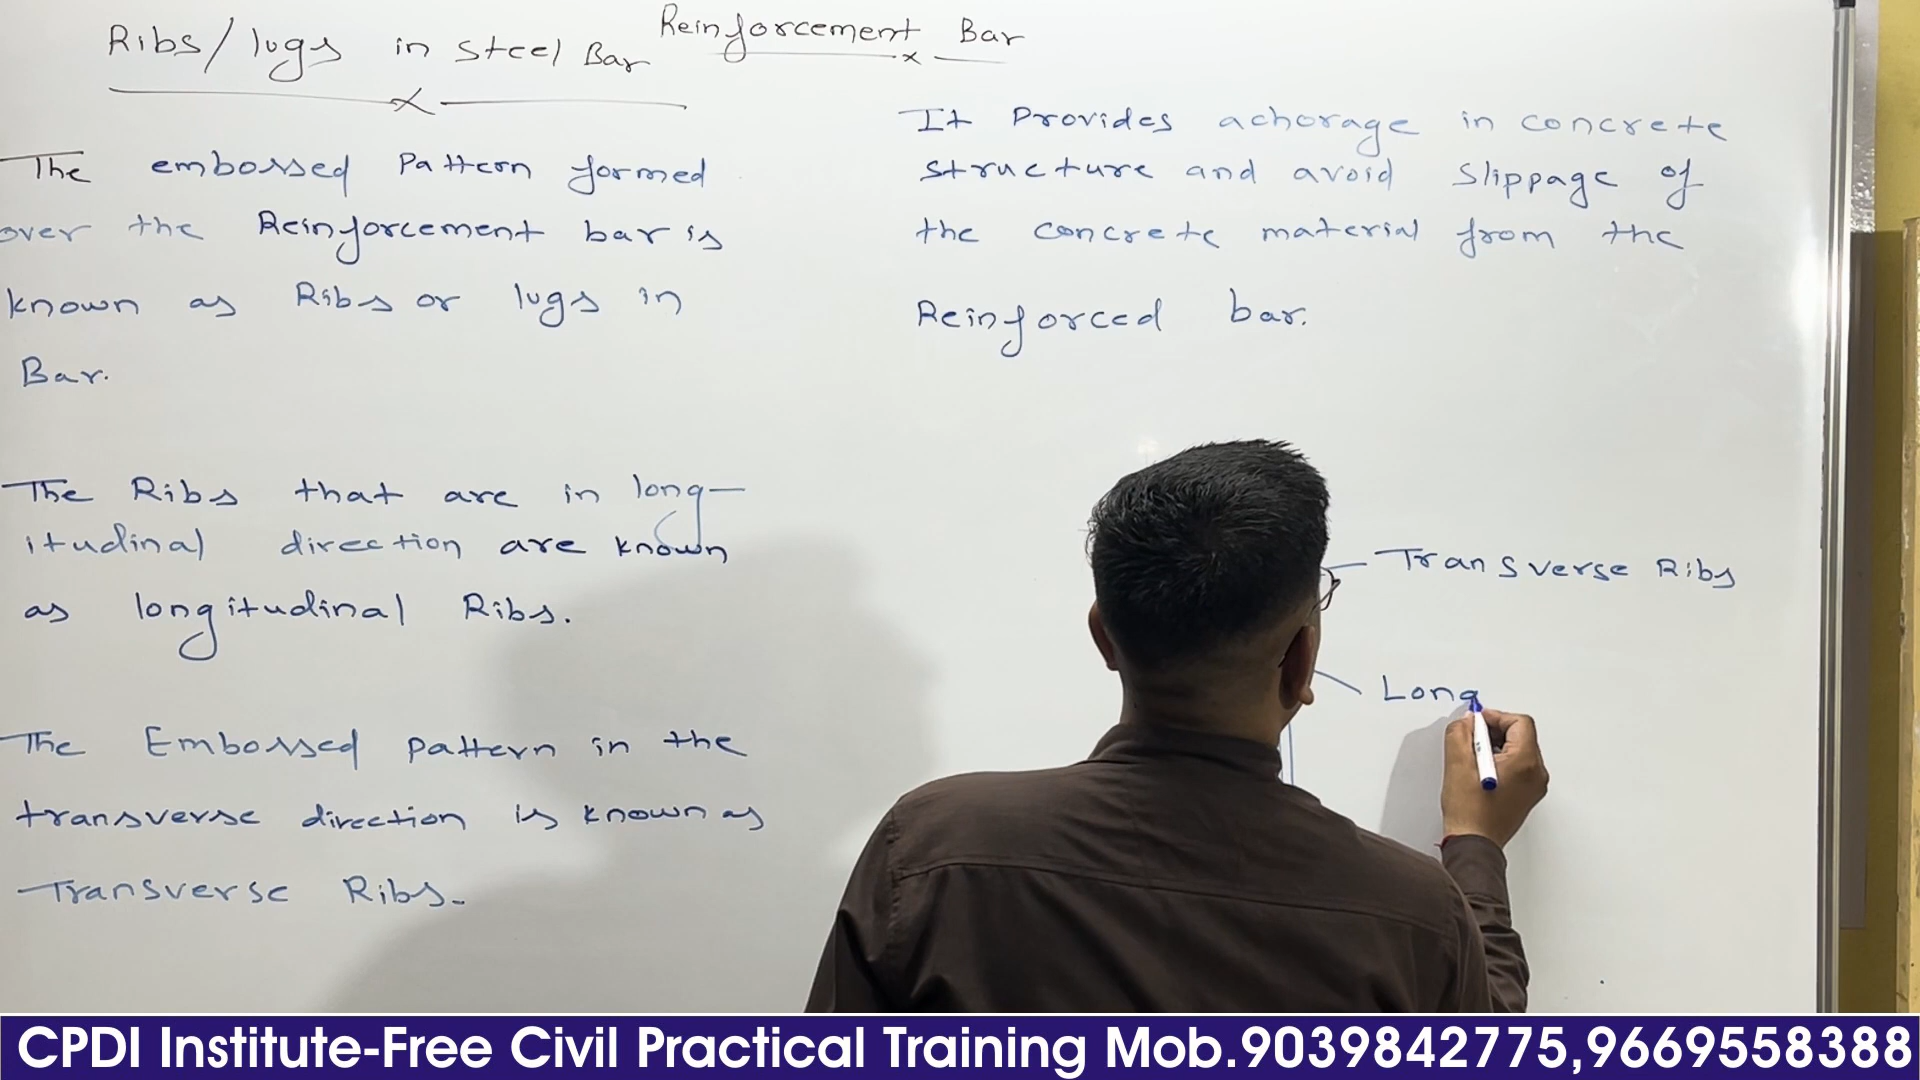 Ribs/lugs in steel Bar
Reinforcement Bar
The embossed Pattern formed
over the Reinforcement bar is
known as Ribs or lugs in
Bar.
The Ribs that are in long-
itudinal direction are known
as longitudinal Ribs.
The Embossed pattern in the
transverse direction is known as
Transverse Ribs.
It Provides achorage in concrete
structure and avoid slippage of
the concrete material from the
Reinforced bar.
Transverse Ribs
Long
CPDI Institute-Free Civil Practical Training Mob.9039842775,9669558388